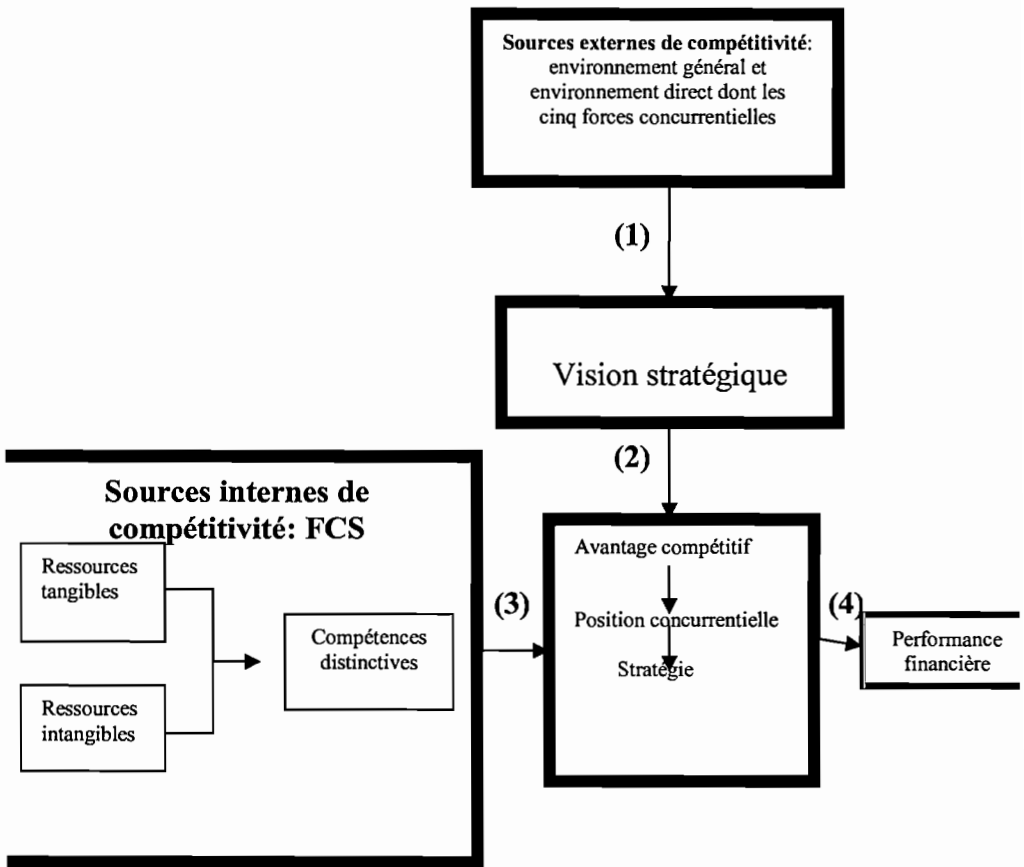 Sources externes de compétitivité:
environnement général et
environnement direct dont les
cinq forces concurrentielles
(1)
Vision stratégique
(2)
Sources internes de
compétitivité: FCS
Ressources
tangibles
Ressources
intangibles
Compétences
distinctives
(3)
Avantage compétitif
Position concurrentielle
Stratégie
(4)
Performance
financière